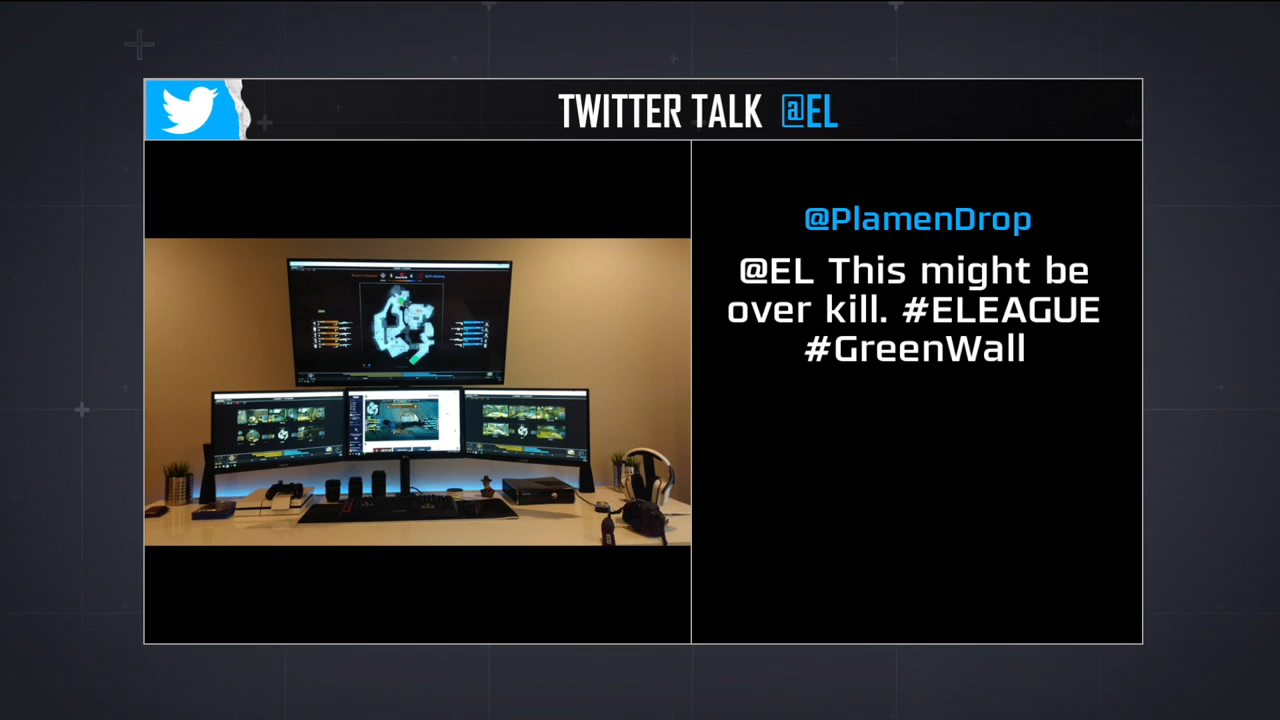 TWITTER TALK @EL
@PlamenDrop
@EL This might be
over kill. #ELEAGUE
#GreenWall